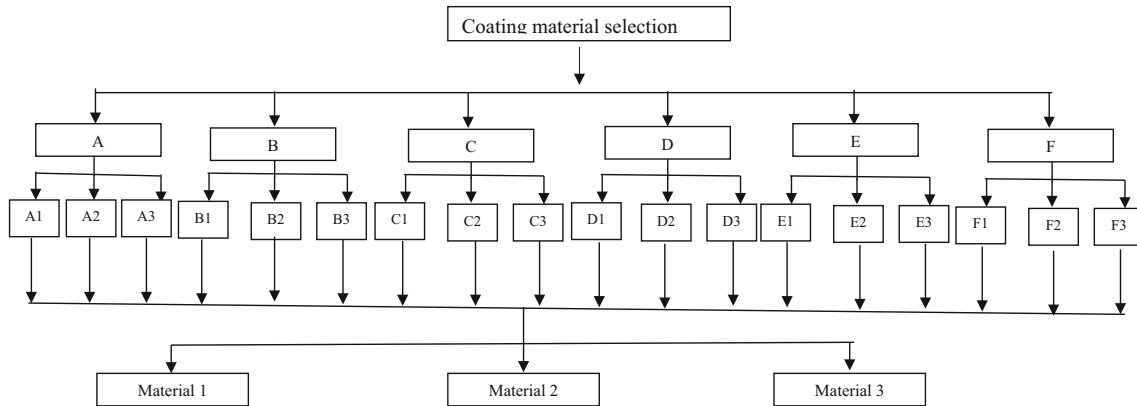 Coating material selection
A
B
C
D
E
F
A1
A2
A3
B1
B2
B3
C1
C2
C3
D1
D2
D3
E1
E2
E3
F1
F2
F3
Material 1
Material 2
Material 3